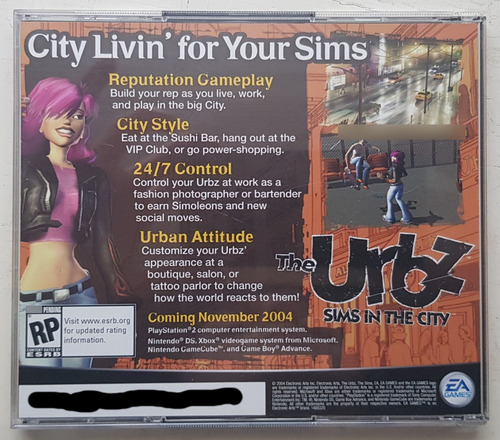 City Livin' for Your Sims
Reputation Gameplay
Build your rep as you live, work,
and play in the big City.
City Style
Eat at the Sushi Bar, hang out at the
VIP Club, or go power-shopping.
24/7 Control
Control your Urbz at work as a
fashion photographer or bartender
to earn Simoleons and new
social moves.
Urban Attitude
Customize your Urbz'
appearance at a
boutique, salon, or
tattoo parlor to change
how the world reacts to them!
The Urbz
SIMS IN THE CITY
PENDING
RP
ESRB
Visit www.esrb.org
for updated rating
information.
Coming November 2004
PlayStation®2 computer entertainment system,
Nintendo® DS, Xbox® videogame system from Microsoft,
Nintendo GameCube™, and Game Boy® Advance.
EA
GAMES™